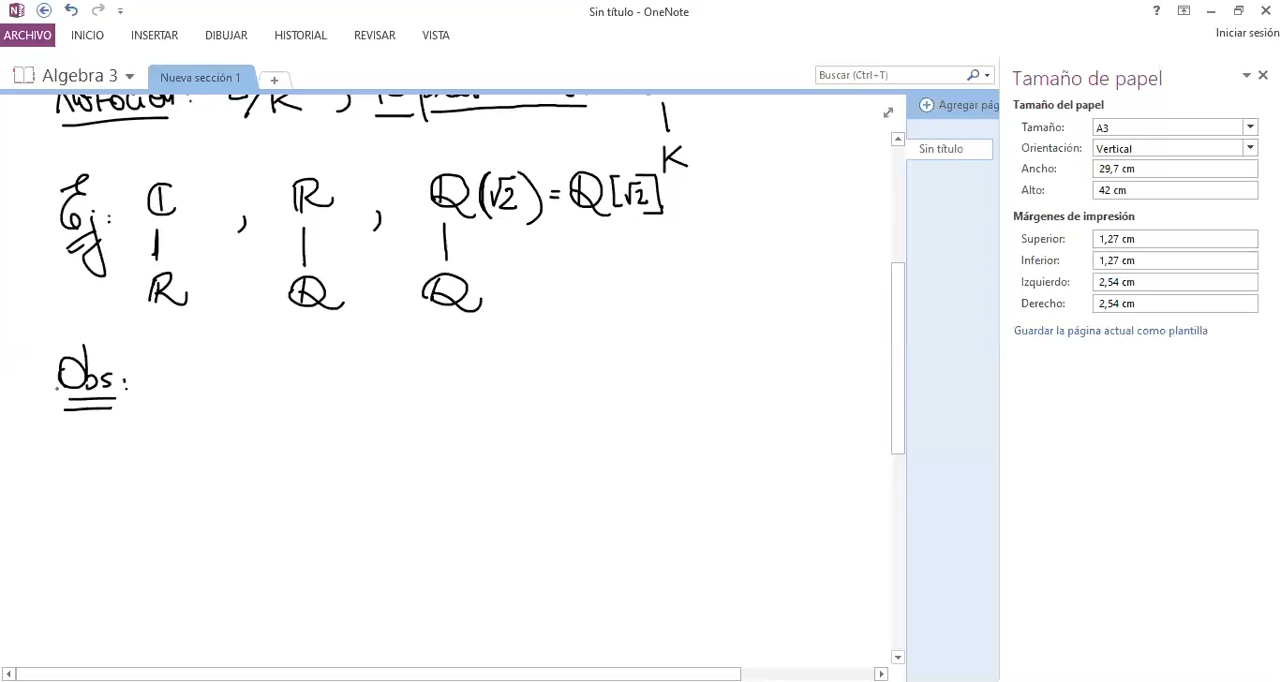 Sin título - OneNote
ARCHIVO INICIO INSERTAR DIBUJAR HISTORIAL REVISAR VISTA
Iniciar sesión
Algebra 3 Nueva sección 1 + Buscar (Ctrl+T)
Agregar pág
Sin título
Notación: /K ,
K
Ej: ℂ , ℝ , ℚ(√2) = ℚ[√2]
ℝ ℚ ℚ
Obs:
Tamaño de papel
Tamaño del papel
Tamaño: A3
Orientación: Vertical
Ancho: 29,7 cm
Alto: 42 cm
Márgenes de impresión
Superior: 1,27 cm
Inferior: 1,27 cm
Izquierdo: 2,54 cm
Derecho: 2,54 cm
Guardar la página actual como plantilla